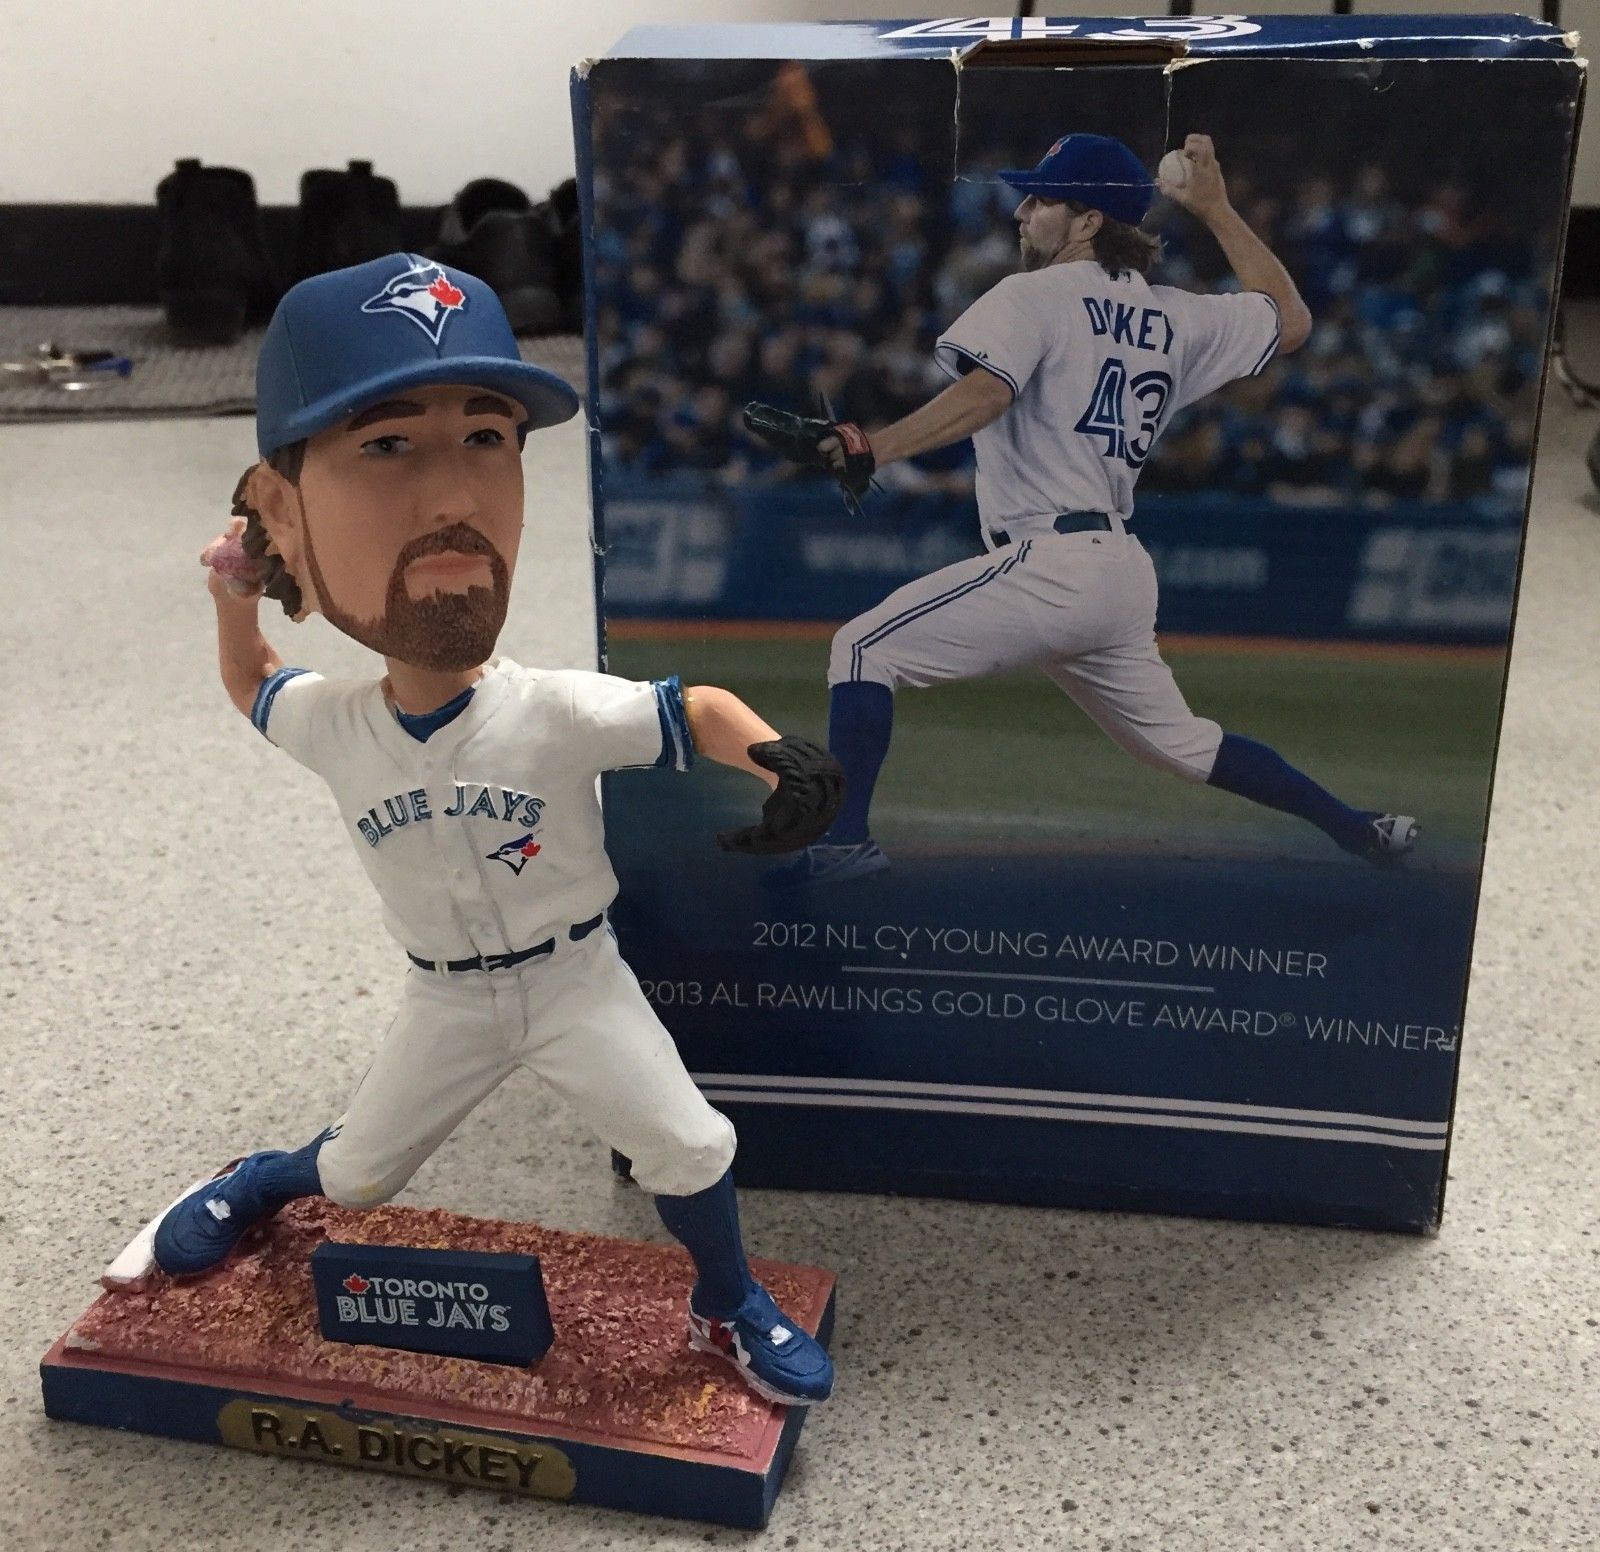 43
DICKEY
43
2012 NL CY YOUNG AWARD WINNER
2013 AL RAWLINGS GOLD GLOVE AWARD® WINNER
BLUE JAYS
TORONTO
BLUE JAYS
R.A. DICKEY